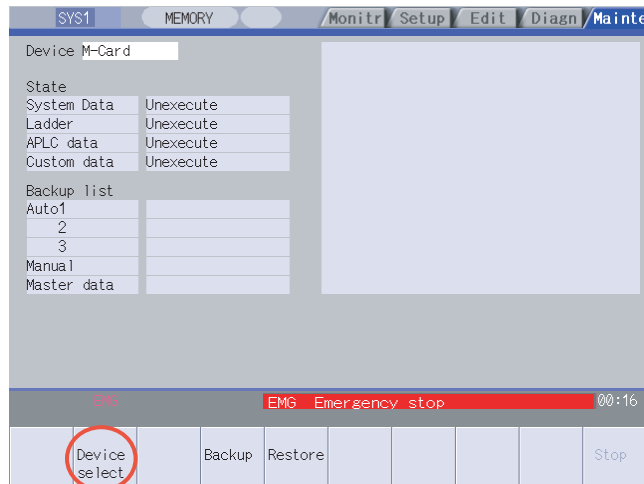 SYS1 MEMORY Monitr Setup Edit Diagn Mainte
Device M-Card
State
System Data Unexecute
Ladder Unexecute
APLC data Unexecute
Custom data Unexecute
Backup list
Auto1
2
3
Manual
Master data
EMG Emergency stop 00:16
Device select Backup Restore Stop